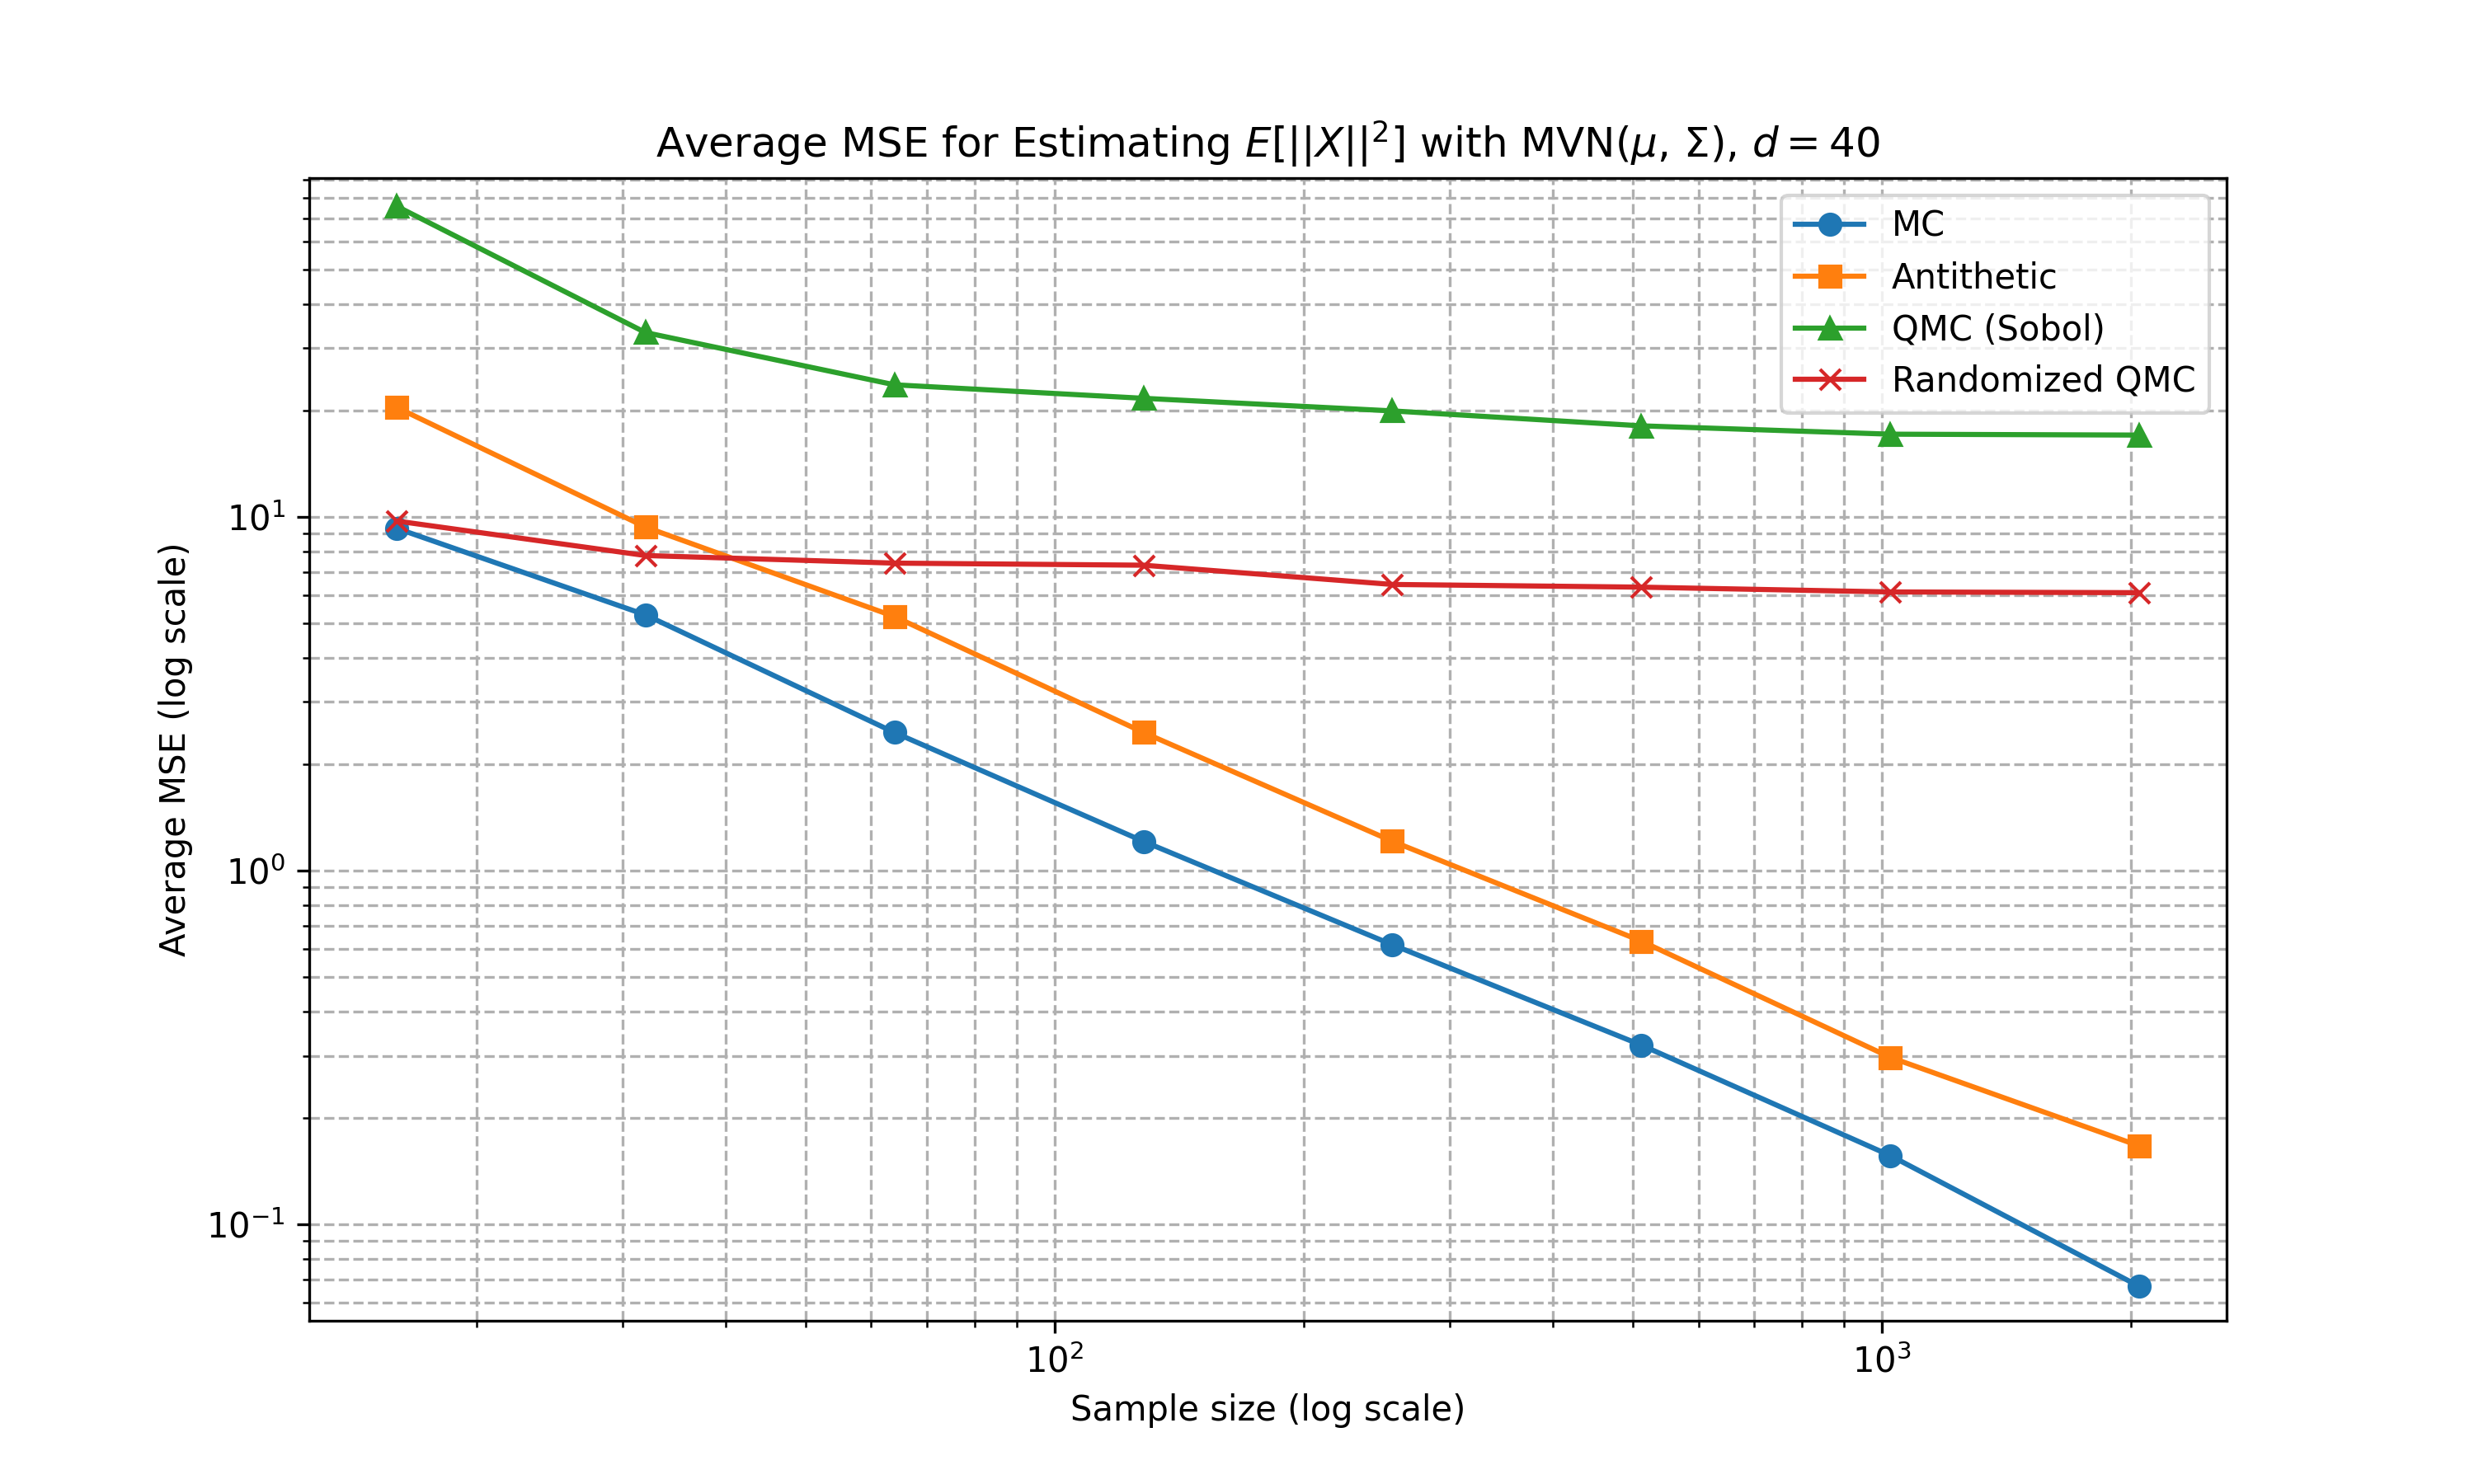 Average MSE for Estimating E[||X||²] with MVN(μ, Σ), d = 40
MC
Antithetic
QMC (Sobol)
Randomized QMC
Average MSE (log scale)
10¹
10⁰
10⁻¹
10²
10³
Sample size (log scale)